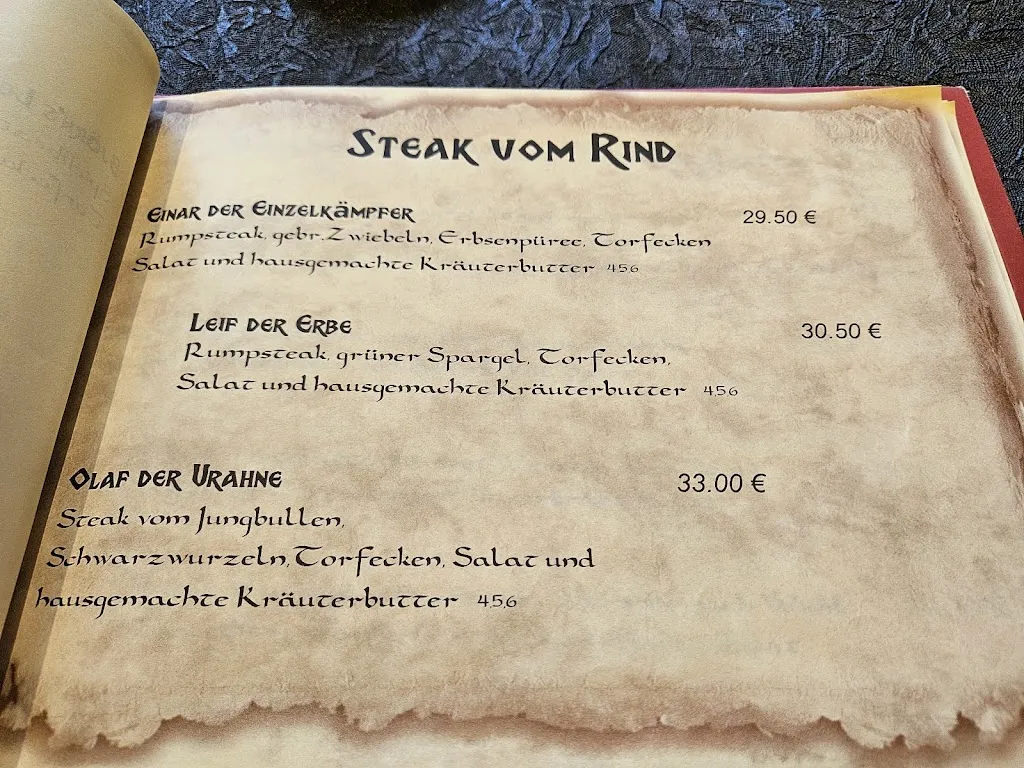 STEAK VOM RIND
EINAR DER EINZELKÄMPFER 29.50 €
Rumpsteak, gebr. Zwiebeln, Erbsenpüree, Torfecken
Salat und hausgemachte Kräuterbutter 4,5,6
LEIF DER ERBE 30.50 €
Rumpsteak, grüner Spargel, Torfecken,
Salat und hausgemachte Kräuterbutter 4,5,6
OLAF DER URAHNE 33.00 €
Steak vom Jungbullen,
Schwarzwurzeln, Torfecken, Salat und
hausgemachte Kräuterbutter 4,5,6